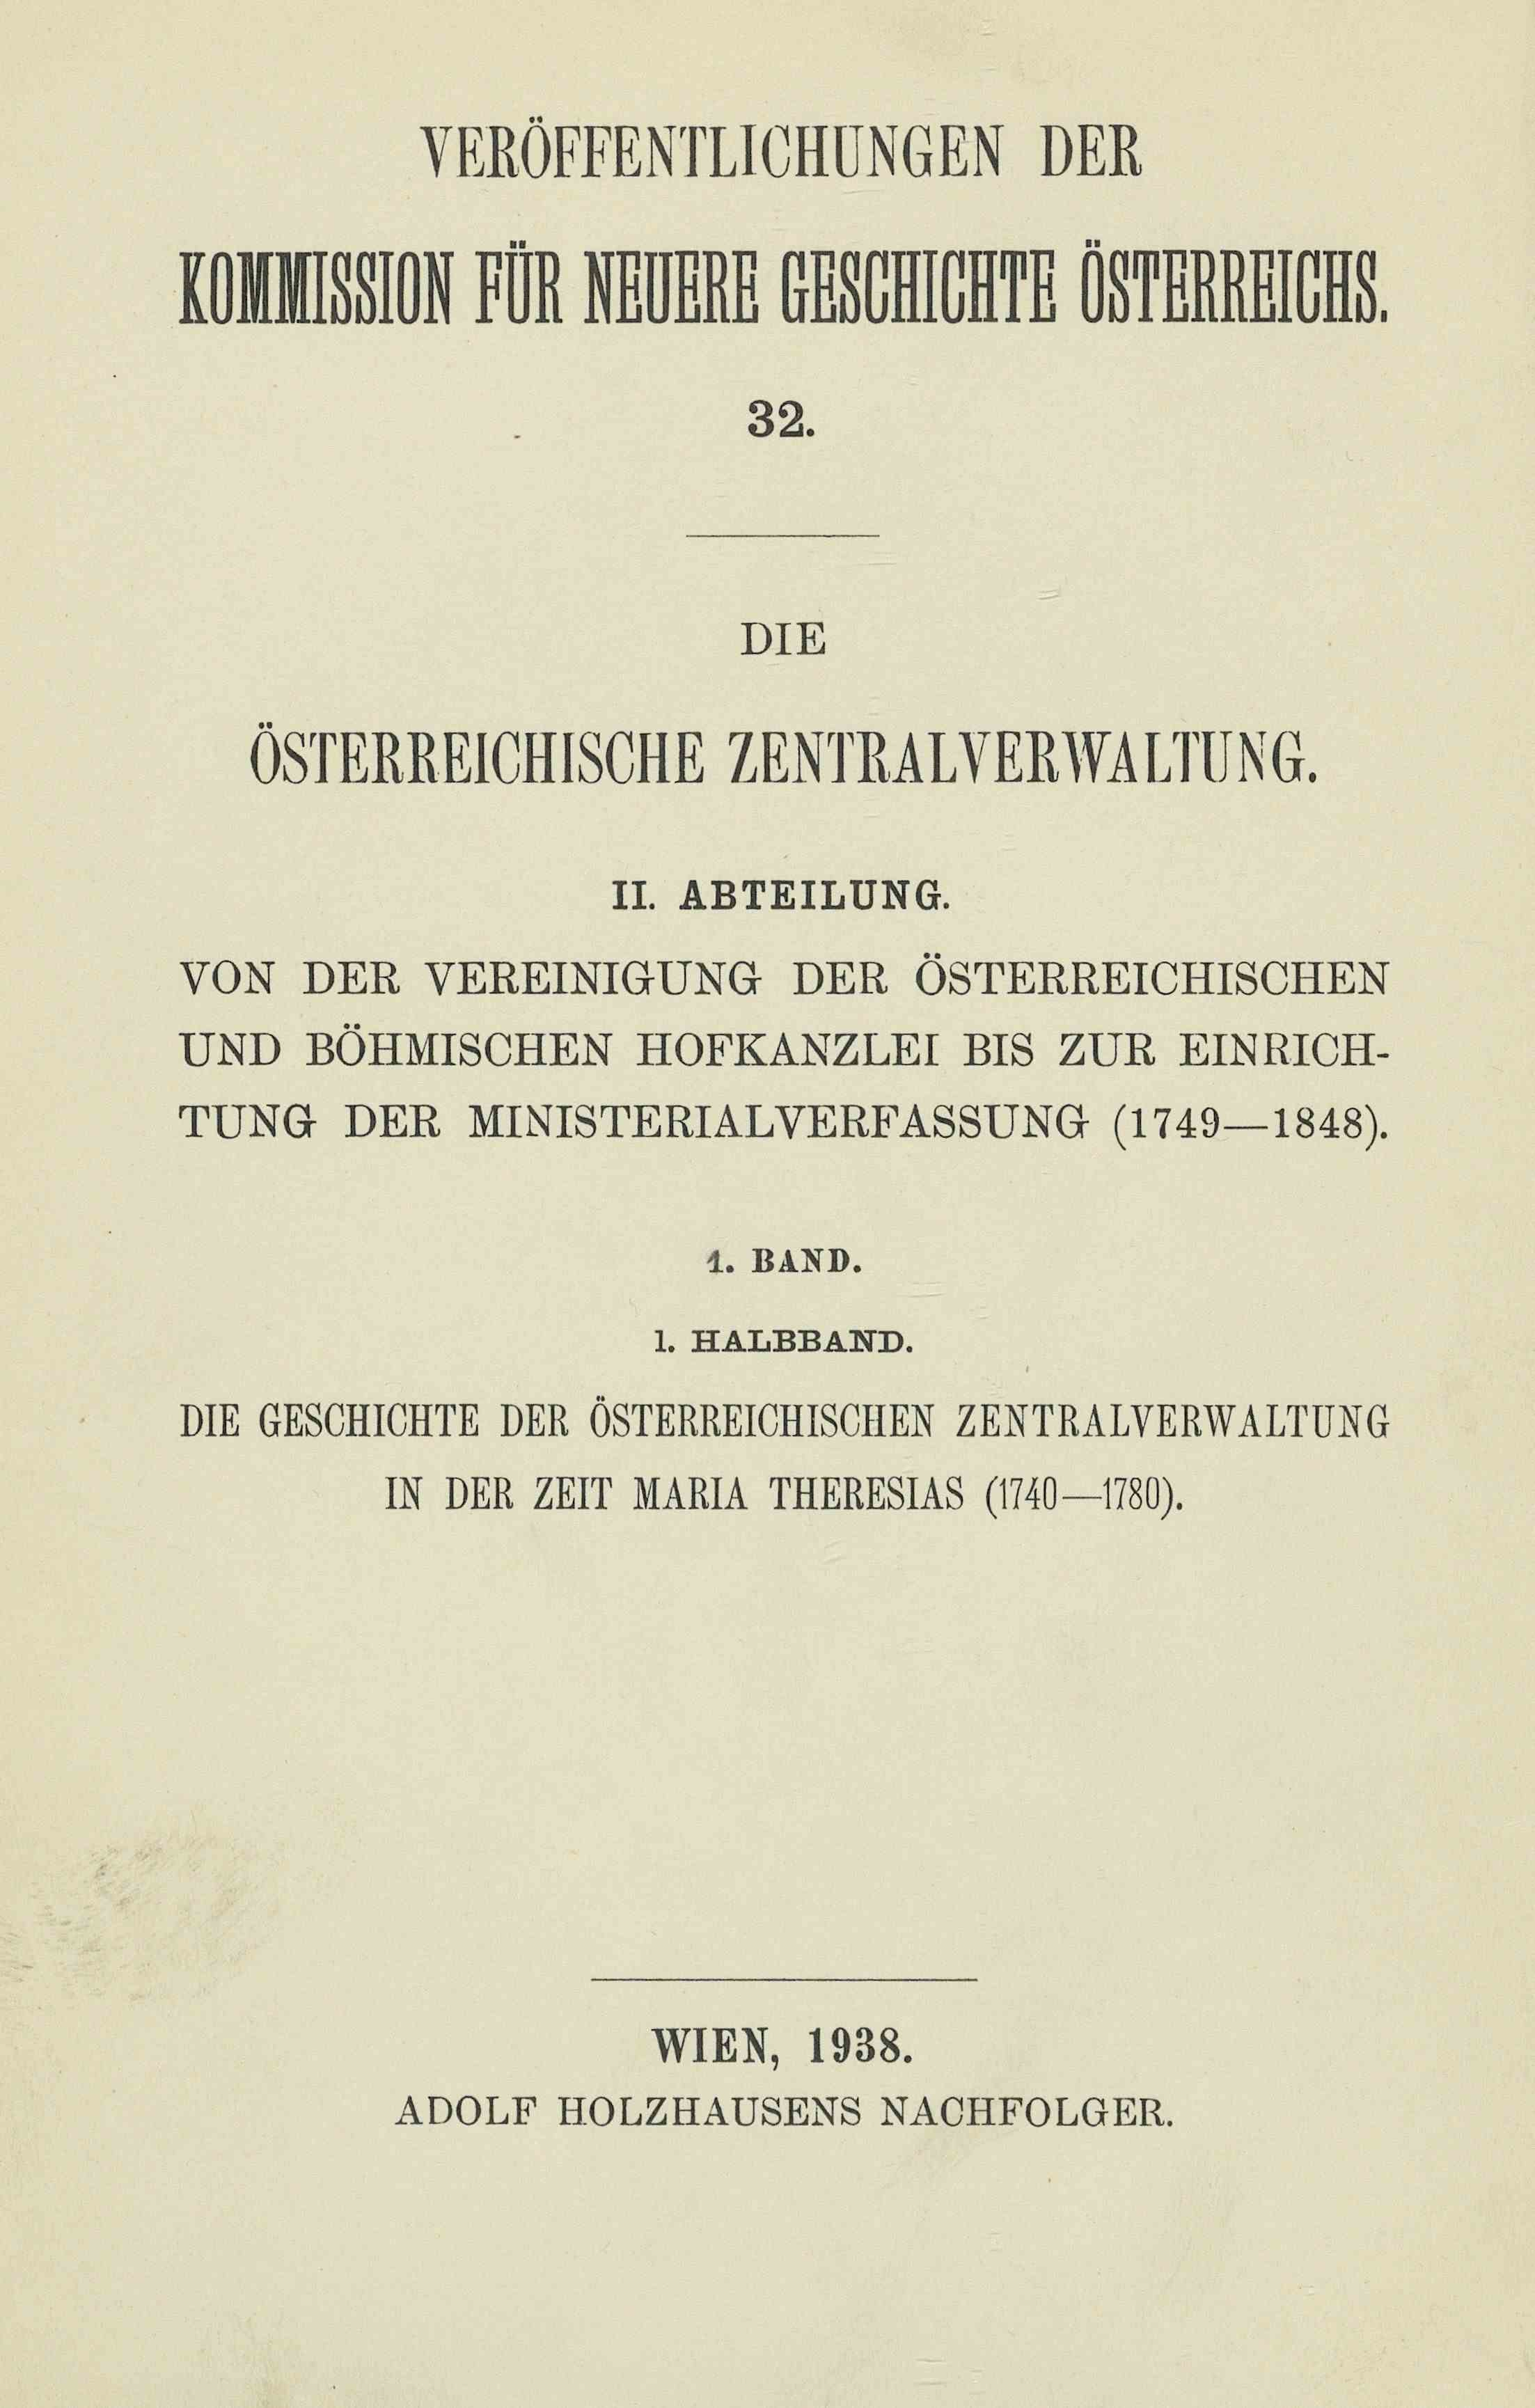 VERÖFFENTLICHUNGEN DER
KOMMISSION FÜR NEUERE GESCHICHTE ÖSTERREICHS.
32.
DIE
ÖSTERREICHISCHE ZENTRALVERWALTUNG.
II. ABTEILUNG.
VON DER VEREINIGUNG DER ÖSTERREICHISCHEN
UND BÖHMISCHEN HOFKANZLEI BIS ZUR EINRICH-
TUNG DER MINISTERIALVERFASSUNG (1749—1848).
1. BAND.
1. HALBBAND.
DIE GESCHICHTE DER ÖSTERREICHISCHEN ZENTRALVERWALTUNG
IN DER ZEIT MARIA THERESIAS (1740—1780).
WIEN, 1938.
ADOLF HOLZHAUSENS NACHFOLGER.